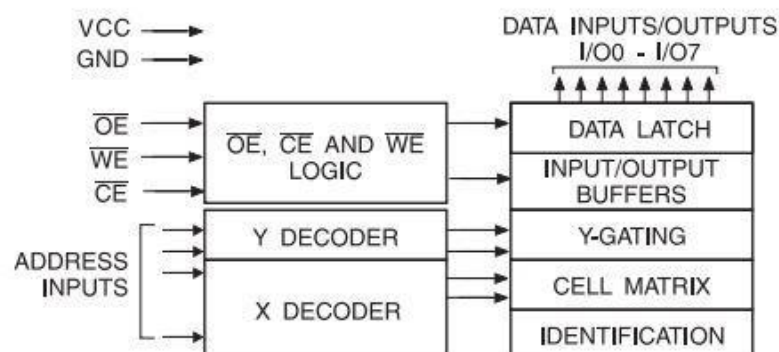 VCC
GND
DATA INPUTS/OUTPUTS
I/O0 - I/O7
OE
WE
CE
OE, CE AND WE
LOGIC
DATA LATCH
INPUT/OUTPUT
BUFFERS
ADDRESS
INPUTS
Y DECODER
Y-GATING
X DECODER
CELL MATRIX
IDENTIFICATION